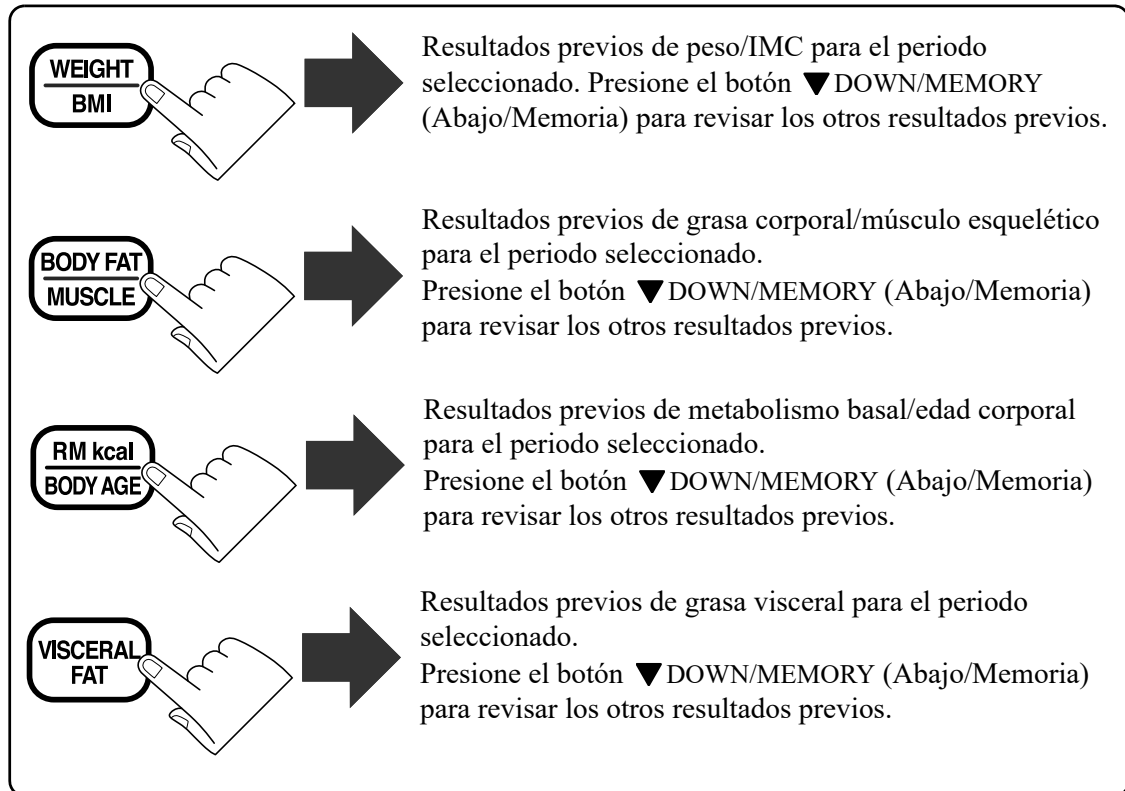 WEIGHT
BMI
Resultados previos de peso/IMC para el periodo
seleccionado. Presione el botón ▼DOWN/MEMORY
(Abajo/Memoria) para revisar los otros resultados previos.
BODY FAT
MUSCLE
Resultados previos de grasa corporal/músculo esquelético
para el periodo seleccionado.
Presione el botón ▼DOWN/MEMORY (Abajo/Memoria)
para revisar los otros resultados previos.
RM kcal
BODY AGE
Resultados previos de metabolismo basal/edad corporal
para el periodo seleccionado.
Presione el botón ▼DOWN/MEMORY (Abajo/Memoria)
para revisar los otros resultados previos.
VISCERAL
FAT
Resultados previos de grasa visceral para el periodo
seleccionado.
Presione el botón ▼DOWN/MEMORY (Abajo/Memoria)
para revisar los otros resultados previos.